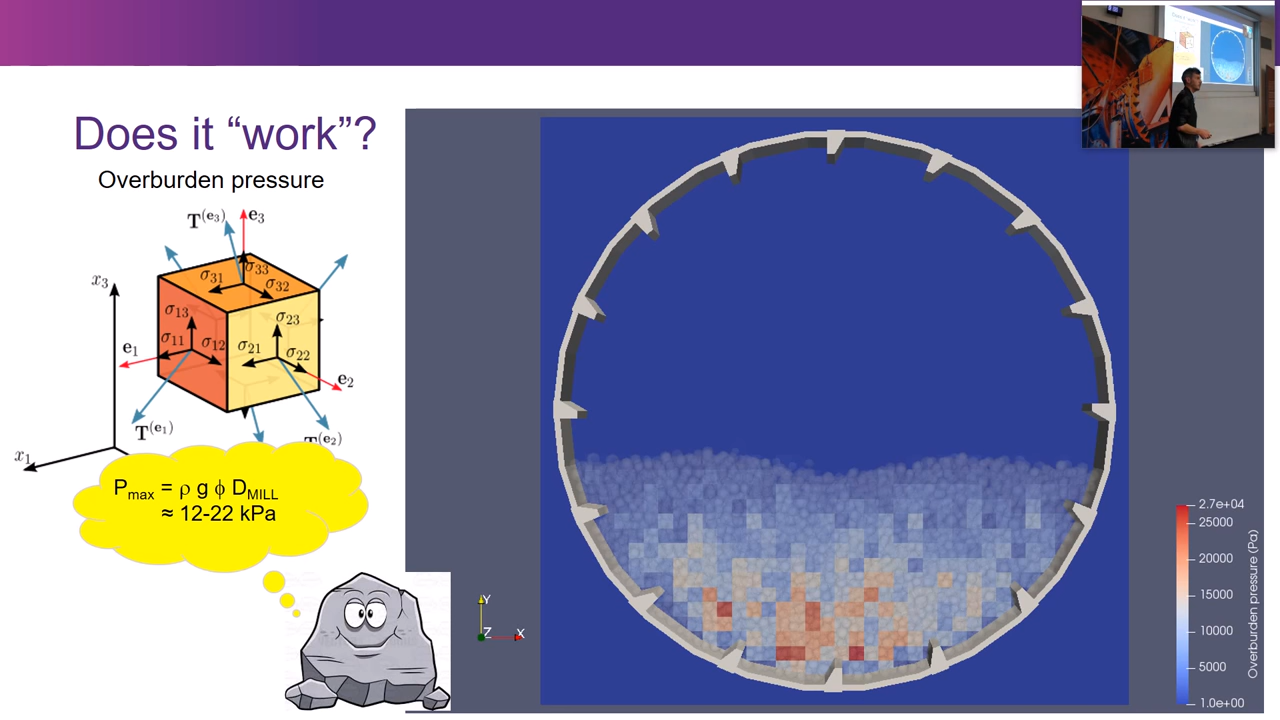 Does it “work”?
Overburden pressure
T^(e₃)
e₃
x₃
σ₃₁
σ₃₃
σ₃₂
σ₁₃
σ₂₃
σ₁₁
σ₁₂
σ₂₁
σ₂₂
e₁
e₂
T^(e₁)
T^(e₂)
x₁
P_max = ρ g ϕ D_MILL
≈ 12-22 kPa
Y
Z
X
2.7e+04
25000
20000
15000
10000
5000
1.0e+00
Overburden pressure (Pa)